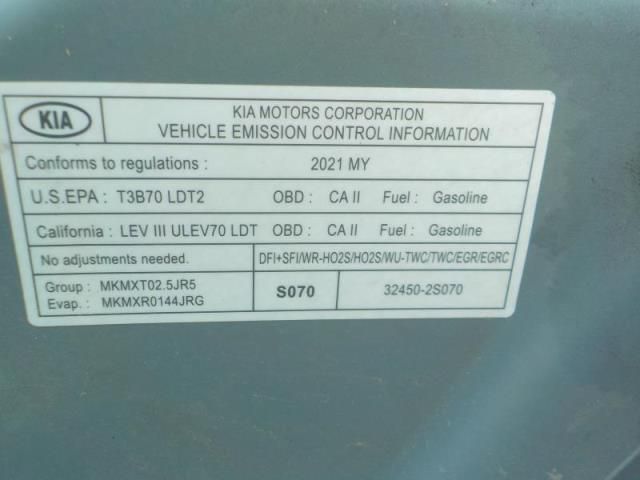 KIA
KIA MOTORS CORPORATION
VEHICLE EMISSION CONTROL INFORMATION
Conforms to regulations : 2021 MY
U.S.EPA : T3B70 LDT2 OBD : CA II Fuel : Gasoline
California : LEV III ULEV70 LDT OBD : CA II Fuel : Gasoline
No adjustments needed. DFI+SFI/WR-HO2S/HO2S/WU-TWC/TWC/EGR/EGRC
Group : MKMXT02.5JR5
Evap. : MKMXR0144JRG
S070 32450-2S070